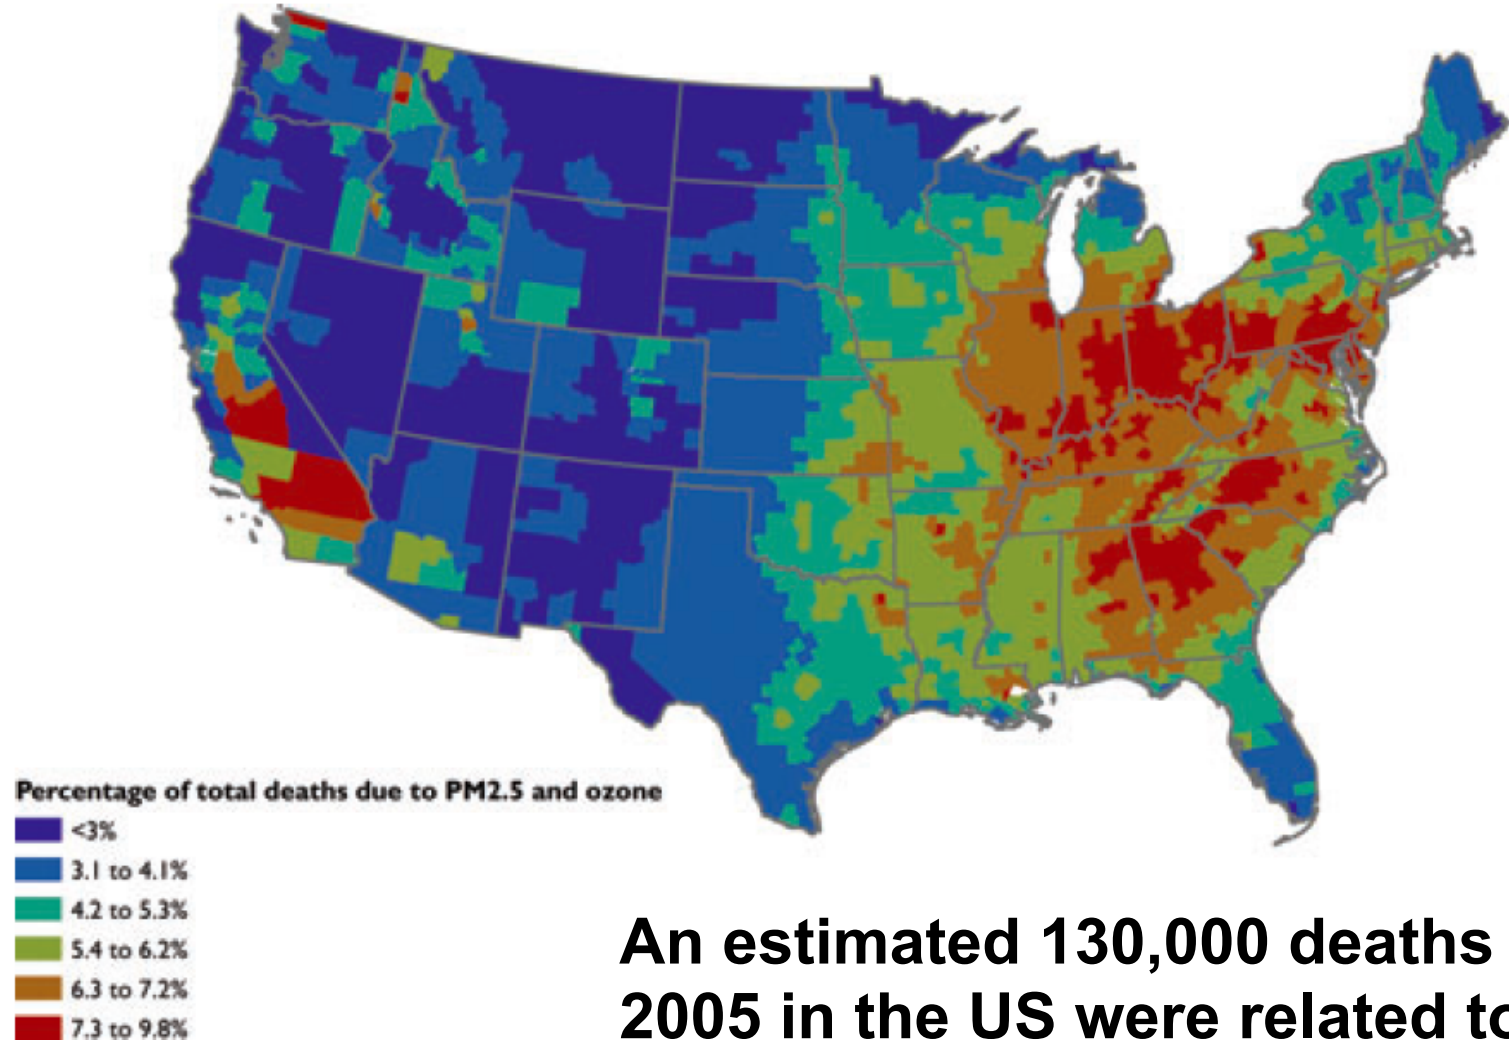 Percentage of total deaths due to PM2.5 and ozone
<3%
3.1 to 4.1%
4.2 to 5.3%
5.4 to 6.2%
6.3 to 7.2%
7.3 to 9.8%
An estimated 130,000 deaths
2005 in the US were related to